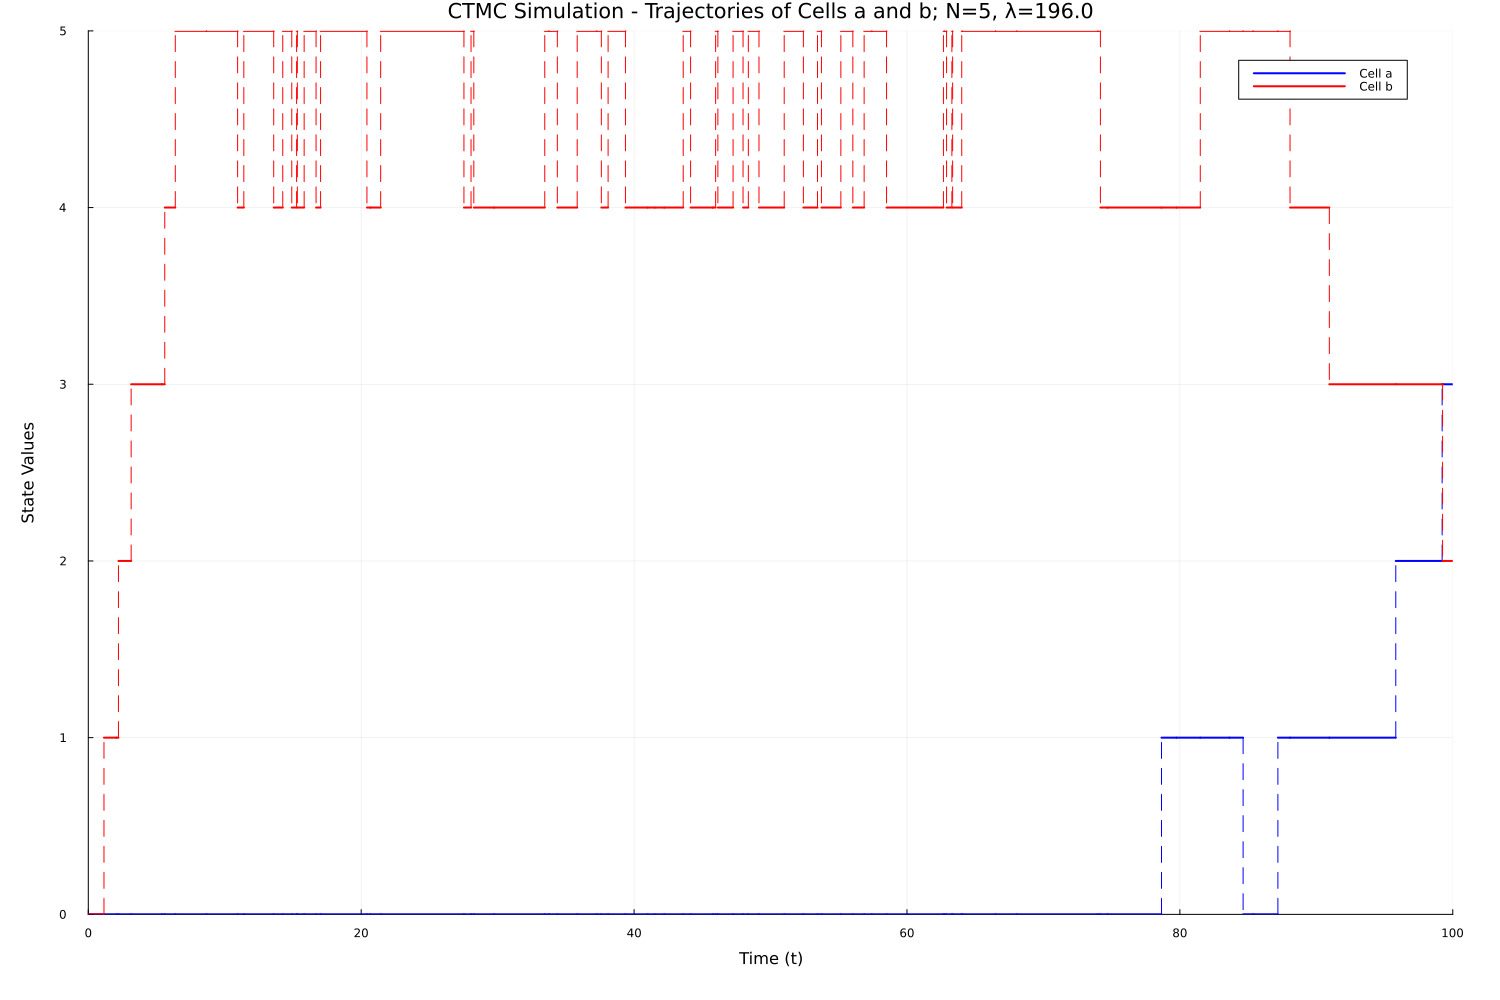 CTMC Simulation - Trajectories of Cells a and b; N=5, λ=196.0
5
4
3
2
1
0
State Values
Cell a
Cell b
0 20 40 60 80 100
Time (t)